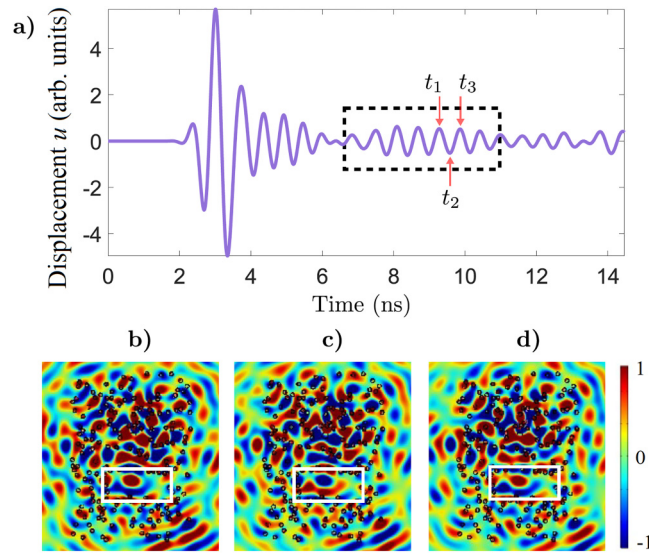 a)
Displacement u (arb. units)
4
2
0
-2
-4
t1
t3
t2
0 2 4 6 8 10 12 14
Time (ns)
b) c) d)
1
0
-1